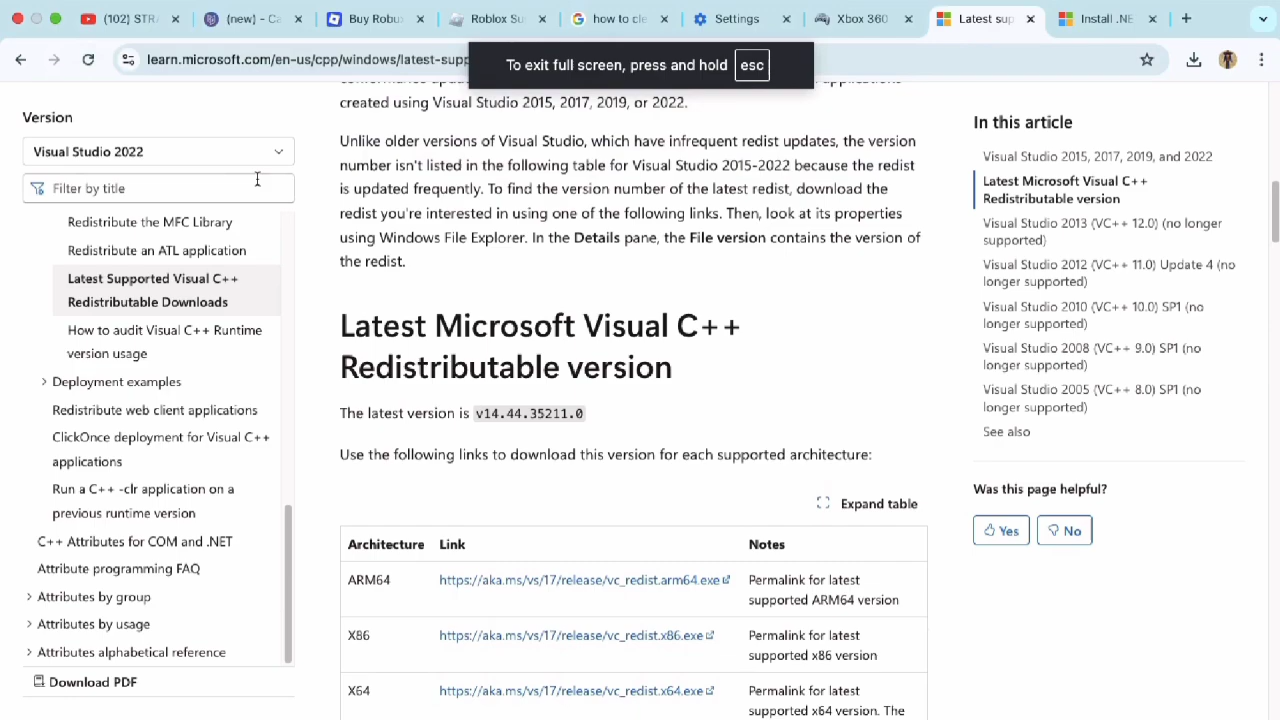 (102) STRA
(new) - Ca
Buy Robu
Roblox Su
how to cle
Settings
Xbox 360
Latest sup
Install .NE
learn.microsoft.com/en-us/cpp/windows/latest-supp
To exit full screen, press and hold esc
created using Visual Studio 2015, 2017, 2019, or 2022.
Unlike older versions of Visual Studio, which have infrequent redist updates, the version
number isn't listed in the following table for Visual Studio 2015-2022 because the redist
is updated frequently. To find the version number of the latest redist, download the
redist you're interested in using one of the following links. Then, look at its properties
using Windows File Explorer. In the Details pane, the File version contains the version of
the redist.
Latest Microsoft Visual C++
Redistributable version
The latest version is v14.44.35211.0
Use the following links to download this version for each supported architecture:
Expand table
Architecture Link Notes
ARM64 https://aka.ms/vs/17/release/vc_redist.arm64.exe Permalink for latest
supported ARM64 version
X86 https://aka.ms/vs/17/release/vc_redist.x86.exe Permalink for latest
supported x86 version
X64 https://aka.ms/vs/17/release/vc_redist.x64.exe Permalink for latest
supported x64 version. The
Version
Visual Studio 2022
Filter by title
Redistribute the MFC Library
Redistribute an ATL application
Latest Supported Visual C++
Redistributable Downloads
How to audit Visual C++ Runtime
version usage
Deployment examples
Redistribute web client applications
ClickOnce deployment for Visual C++
applications
Run a C++ -clr application on a
previous runtime version
C++ Attributes for COM and .NET
Attribute programming FAQ
Attributes by group
Attributes by usage
Attributes alphabetical reference
Download PDF
In this article
Visual Studio 2015, 2017, 2019, and 2022
Latest Microsoft Visual C++
Redistributable version
Visual Studio 2013 (VC++ 12.0) (no longer
supported)
Visual Studio 2012 (VC++ 11.0) Update 4 (no
longer supported)
Visual Studio 2010 (VC++ 10.0) SP1 (no
longer supported)
Visual Studio 2008 (VC++ 9.0) SP1 (no
longer supported)
Visual Studio 2005 (VC++ 8.0) SP1 (no
longer supported)
See also
Was this page helpful?
Yes
No